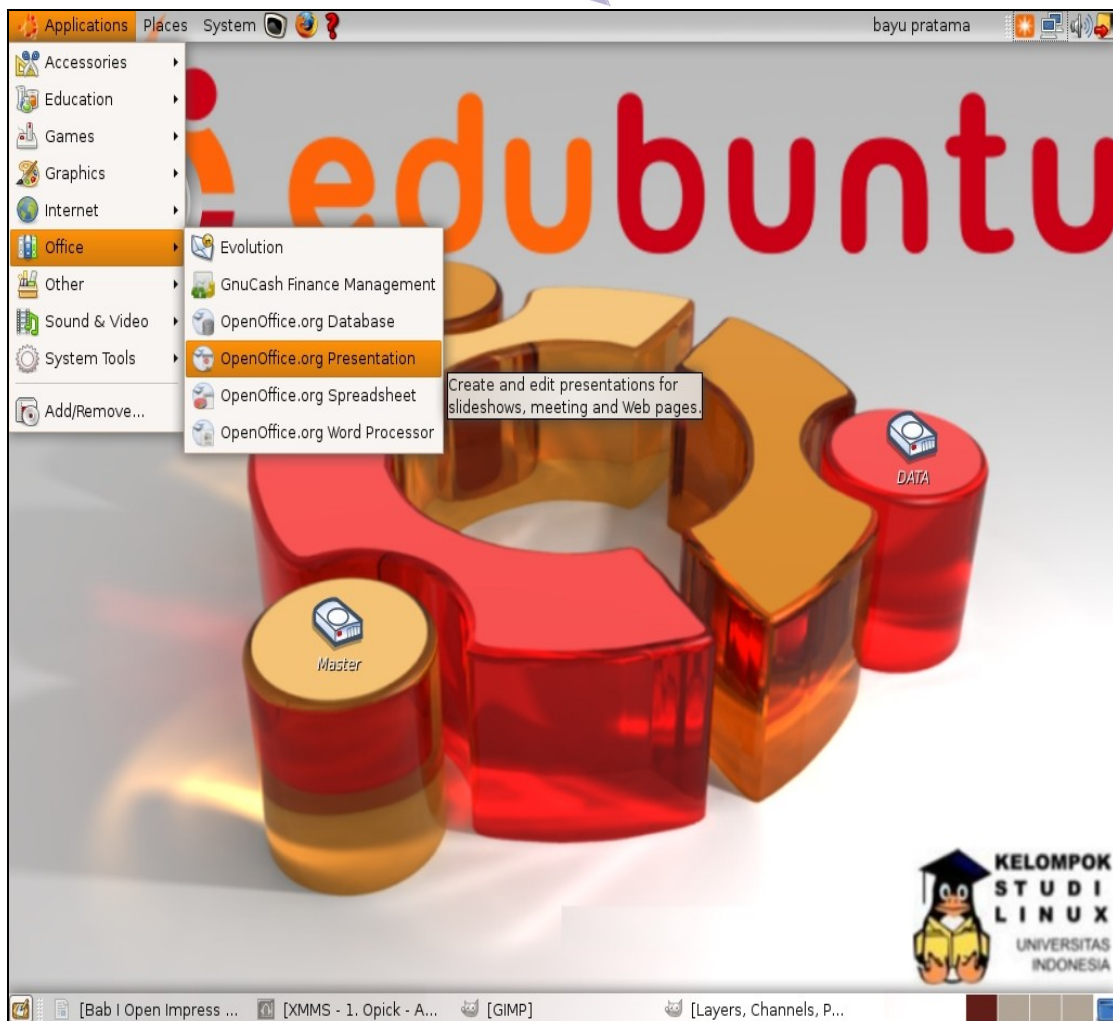 Applications Places System bayu pratama
Accessories
Education
Games
Graphics
Internet
Office
Other
Sound & Video
System Tools
Add/Remove...
Evolution
GnuCash Finance Management
OpenOffice.org Database
OpenOffice.org Presentation
OpenOffice.org Spreadsheet
OpenOffice.org Word Processor
Create and edit presentations for
slideshows, meeting and Web pages.
edubuntu
DATA
Master
KELOMPOK
STUDI
LINUX
UNIVERSITAS
INDONESIA
[Bab I Open Impress ... [XMMS - 1. Opick - A... [GIMP] [Layers, Channels, P...